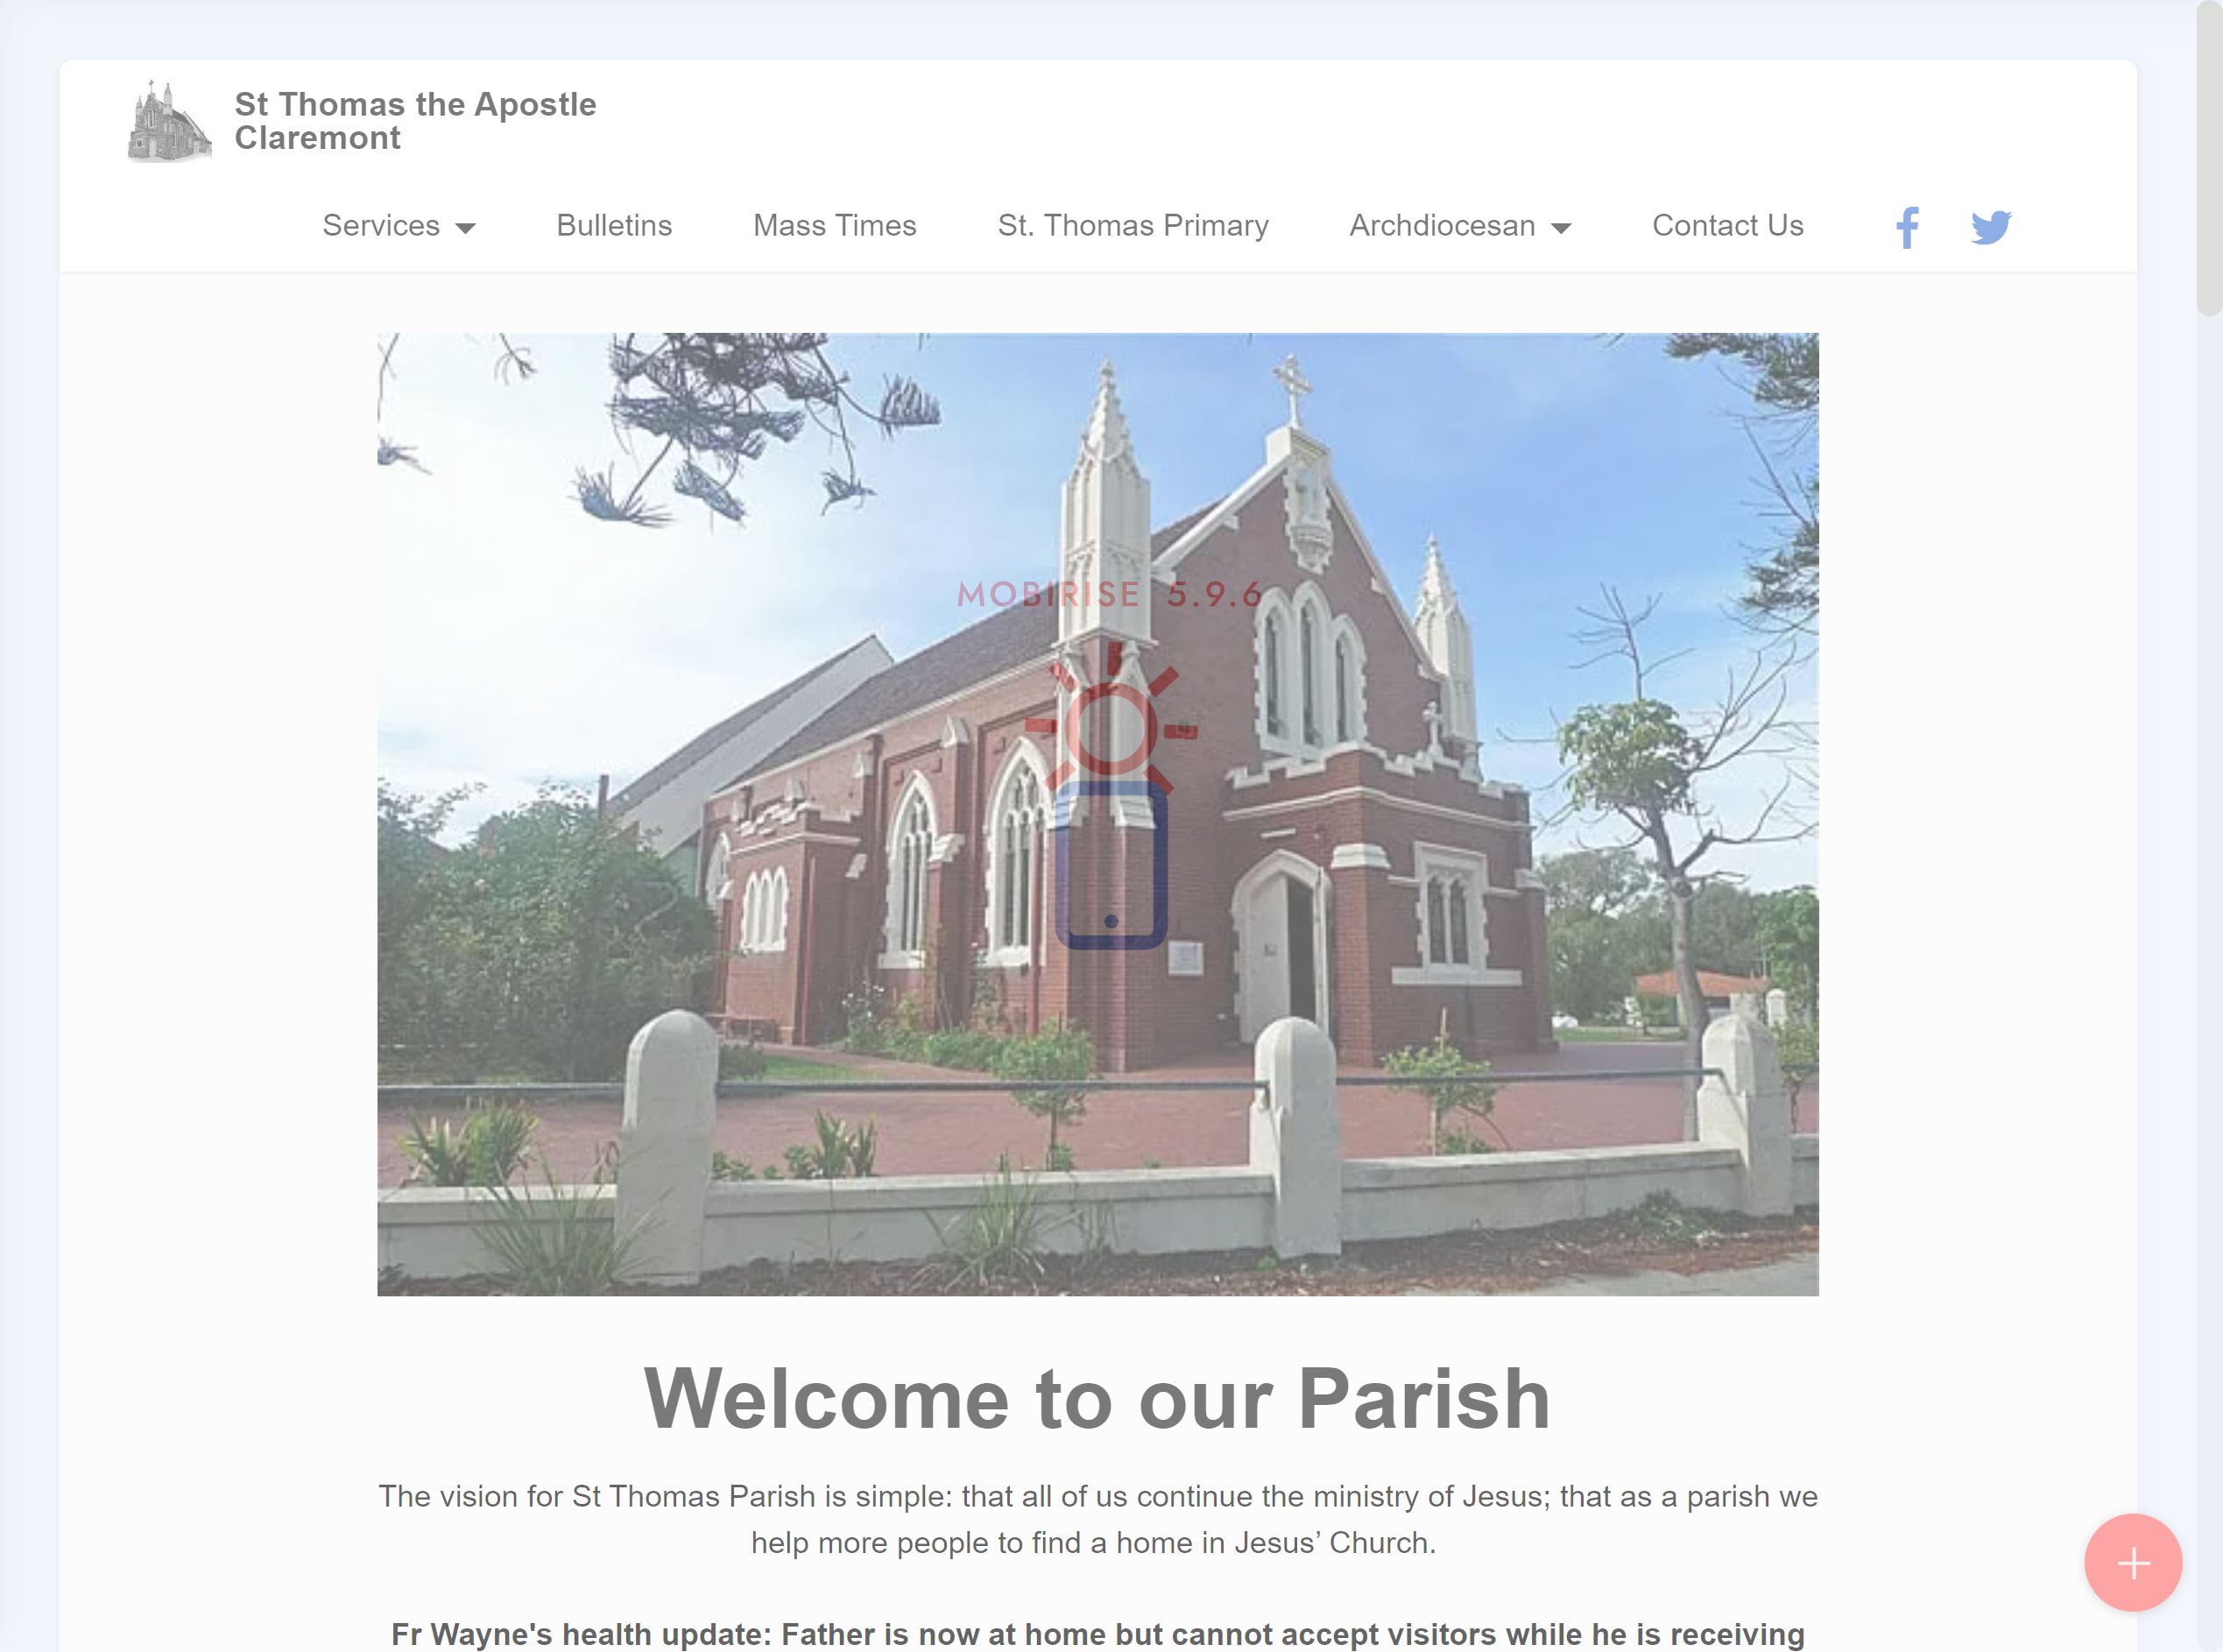 St Thomas the Apostle
Claremont
Services
Bulletins
Mass Times
St. Thomas Primary
Archdiocesan
Contact Us
MOBIRISE 5.9.6
Welcome to our Parish
The vision for St Thomas Parish is simple: that all of us continue the ministry of Jesus; that as a parish we
help more people to find a home in Jesus’ Church.
Fr Wayne's health update: Father is now at home but cannot accept visitors while he is receiving